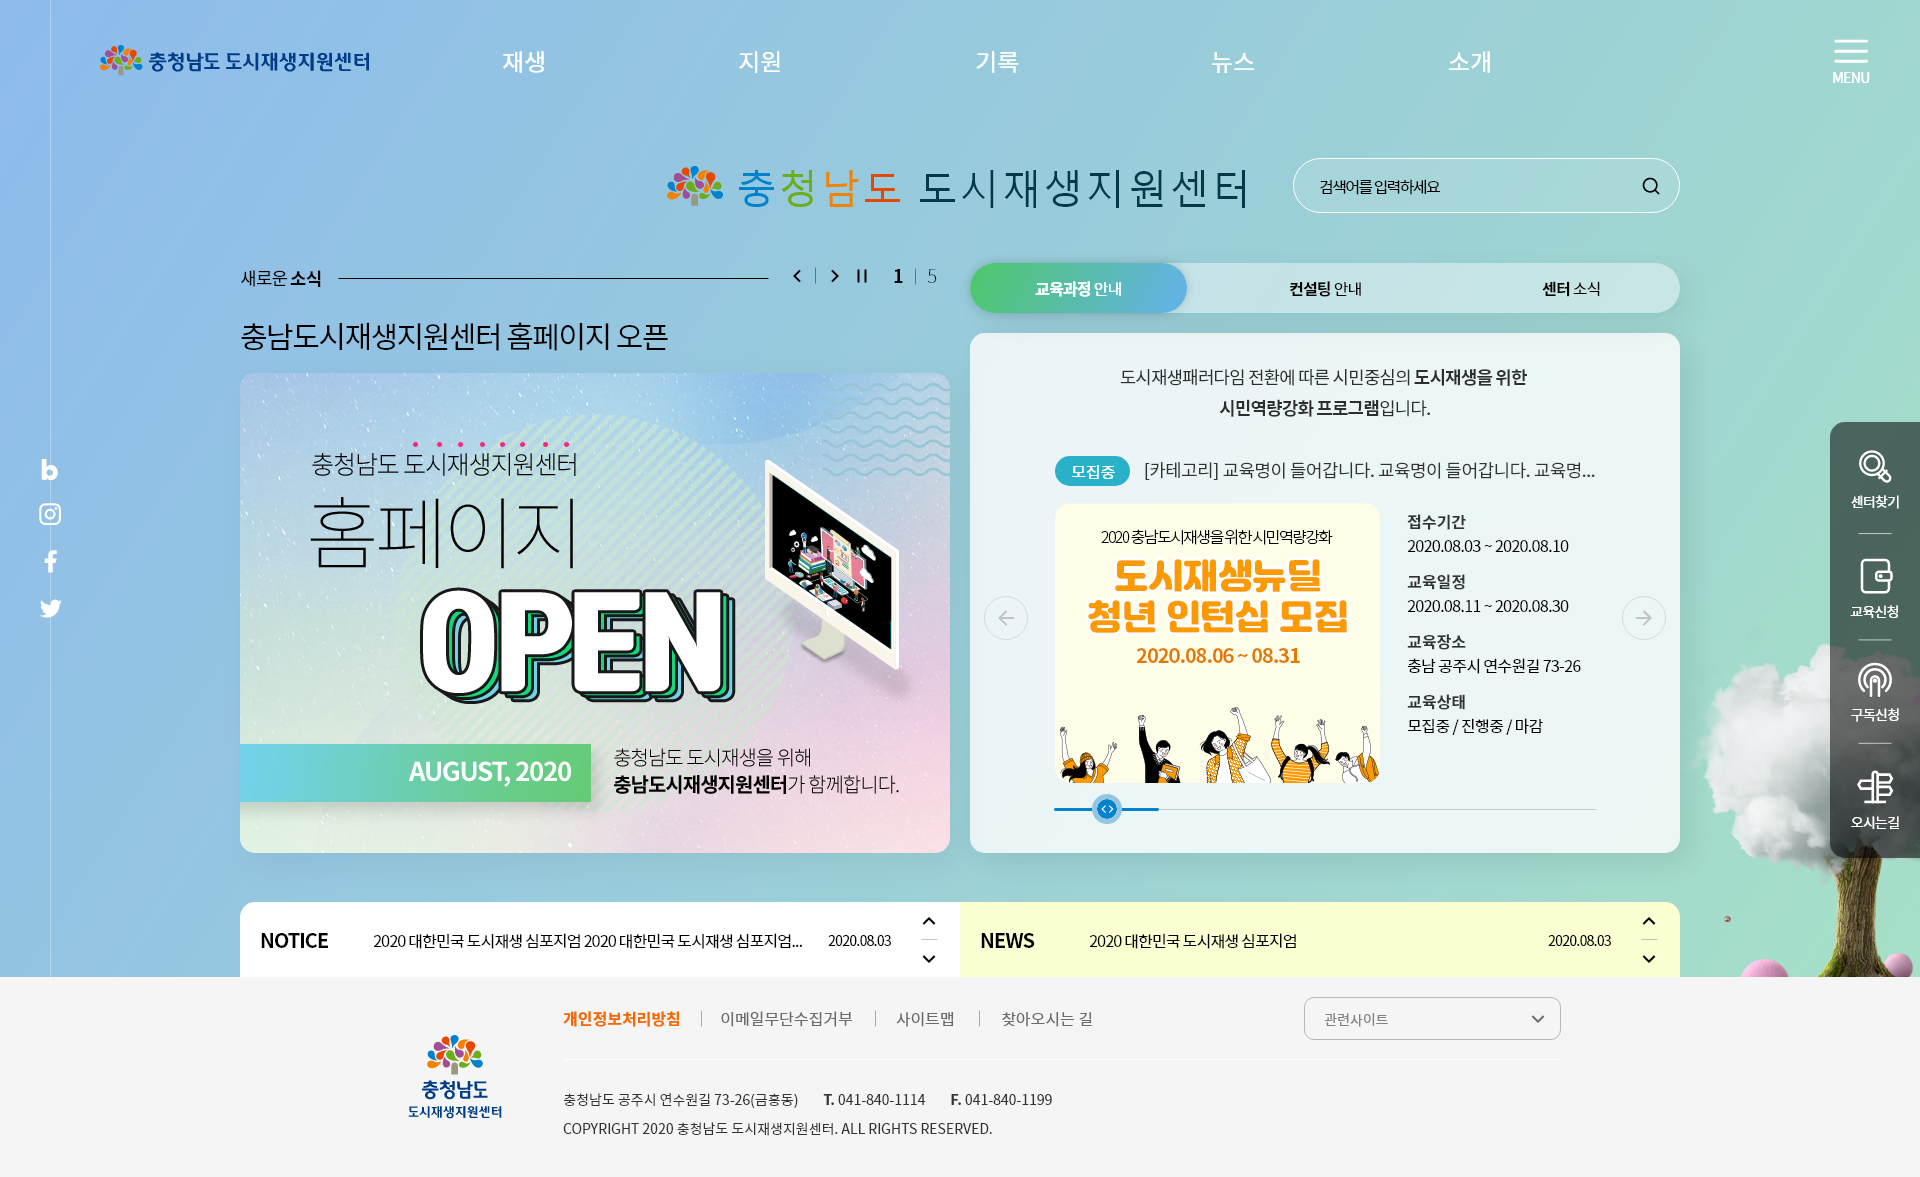 충청남도 도시재생지원센터
재생
지원
기록
뉴스
소개
MENU
충청남도 도시재생지원센터
검색어를 입력하세요
새로운 소식
1 | 5
충남도시재생지원센터 홈페이지 오픈
충청남도 도시재생지원센터
홈페이지
OPEN
AUGUST, 2020
충청남도 도시재생을 위해
충남도시재생지원센터가 함께합니다.
교육과정 안내
컨설팅 안내
센터 소식
도시재생패러다임 전환에 따른 시민중심의 도시재생을 위한
시민역량강화 프로그램입니다.
모집중
[카테고리] 교육명이 들어갑니다. 교육명이 들어갑니다. 교육명...
2020 충남도시재생을 위한 시민역량강화
도시재생뉴딜
청년 인턴십 모집
2020.08.06 ~ 08.31
접수기간
2020.08.03 ~ 2020.08.10
교육일정
2020.08.11 ~ 2020.08.30
교육장소
충남 공주시 연수원길 73-26
교육상태
모집중 / 진행중 / 마감
센터찾기
교육신청
구독신청
오시는길
NOTICE
2020 대한민국 도시재생 심포지엄 2020 대한민국 도시재생 심포지엄...
2020.08.03
NEWS
2020 대한민국 도시재생 심포지엄
2020.08.03
개인정보처리방침
이메일무단수집거부
사이트맵
찾아오시는 길
관련사이트
충청남도
도시재생지원센터
충청남도 공주시 연수원길 73-26(금흥동) T. 041-840-1114 F. 041-840-1199
COPYRIGHT 2020 충청남도 도시재생지원센터. ALL RIGHTS RESERVED.